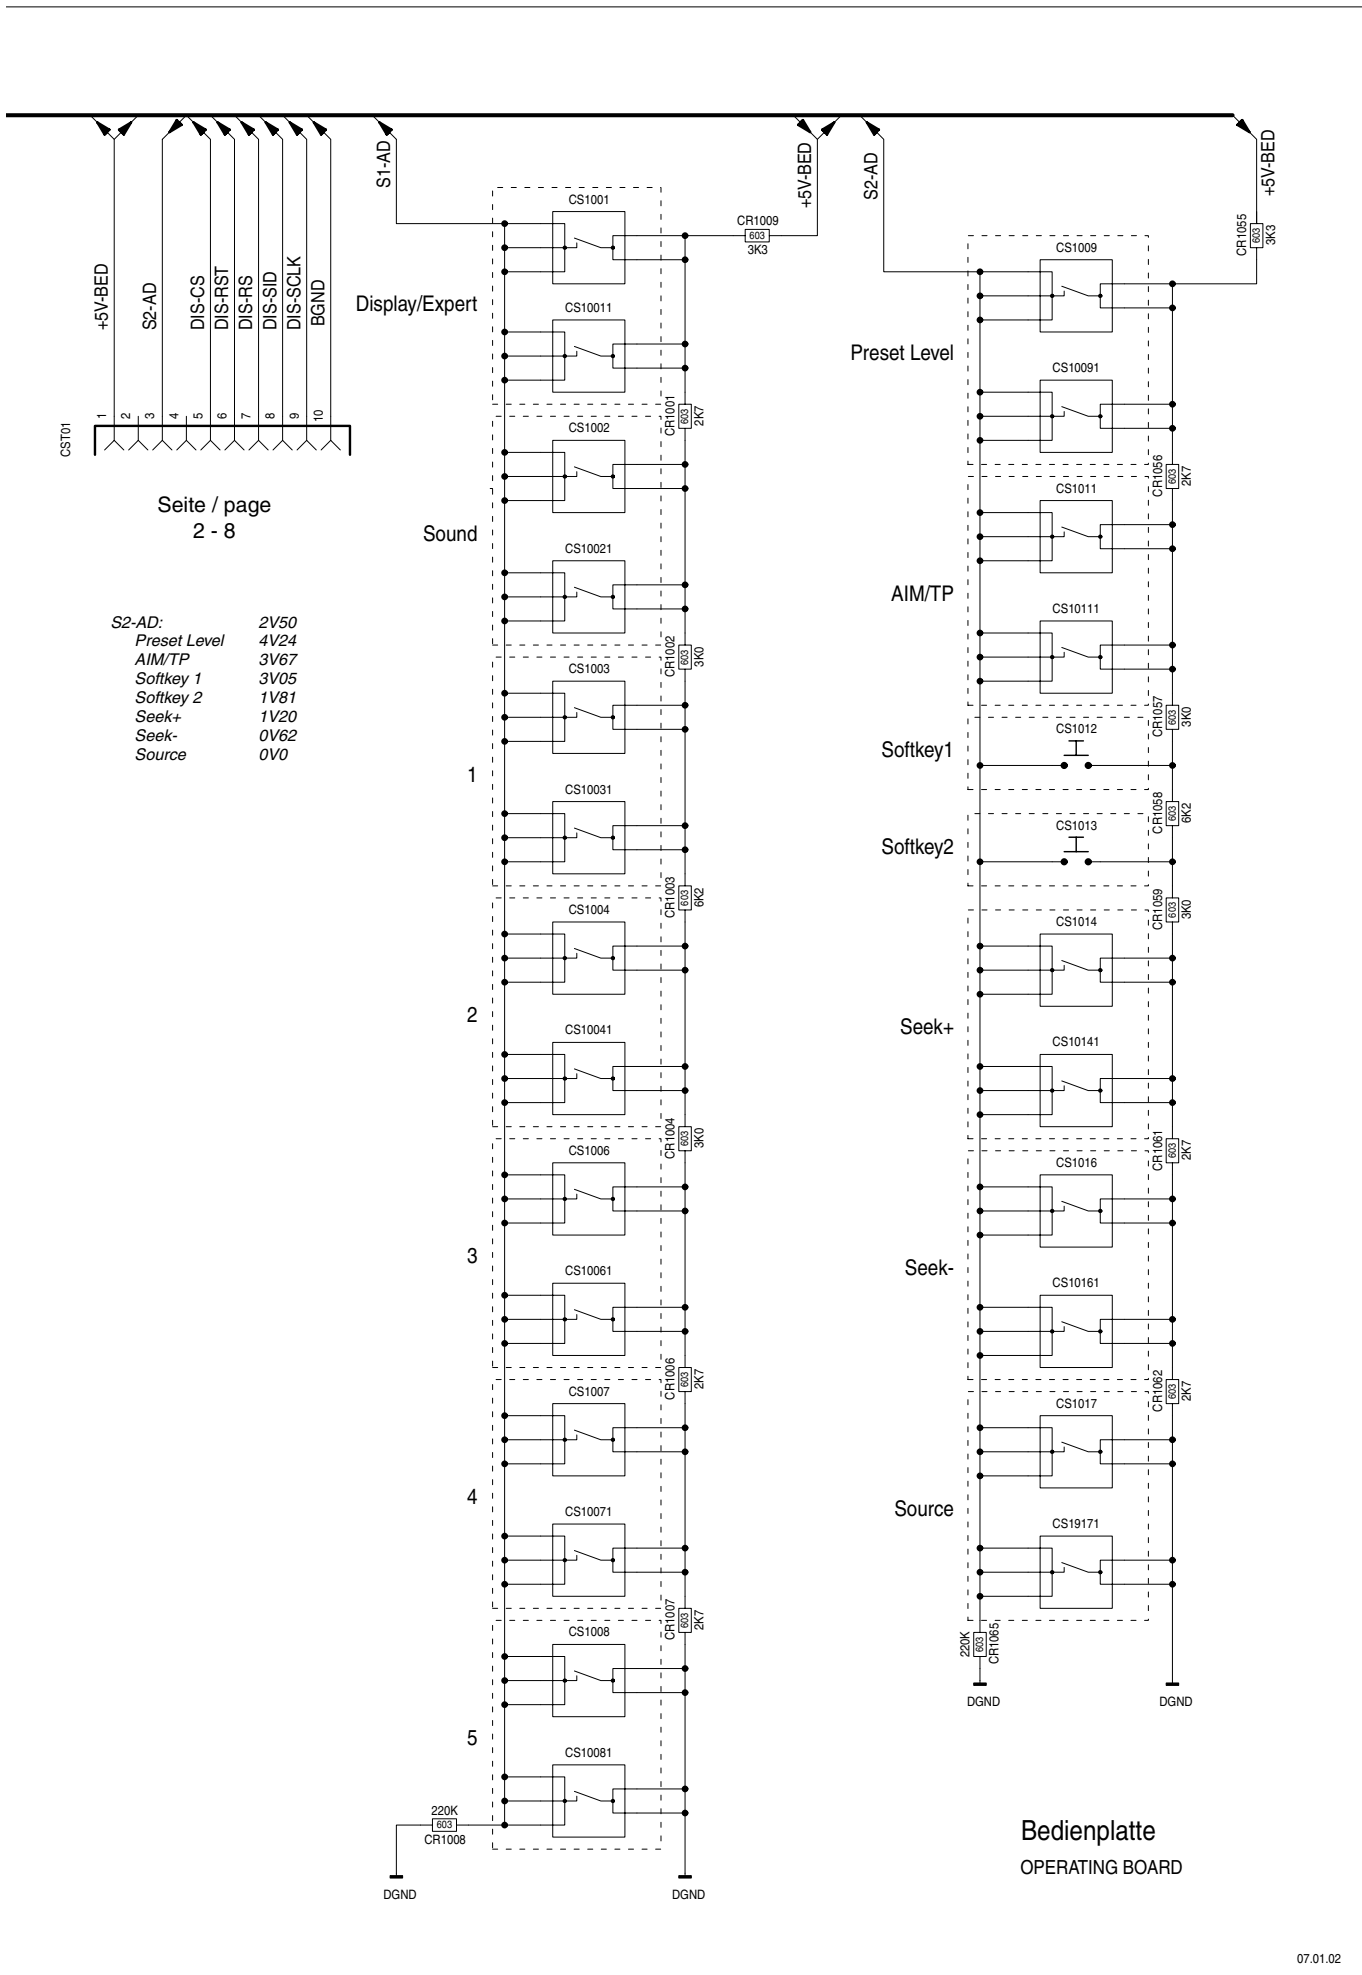 +5V-BED
S2-AD
DIS-CS
DIS-RST
DIS-RS
DIS-SID
DIS-SCLK
BGND
1
2
3
4
5
6
7
8
9
10
CST01
Seite / page
2 - 8
S2-AD: 2V50
Preset Level 4V24
AIM/TP 3V67
Softkey 1 3V05
Softkey 2 1V81
Seek+ 1V20
Seek- 0V62
Source 0V0
S1-AD
+5V-BED
CR1009
603
3K3
Display/Expert
CS1001
CS10011
CR1001
603
2K7
Sound
CS1002
CS10021
CR1002
603
3K0
1
CS1003
CS10031
CR1003
603
6K2
2
CS1004
CS10041
CR1004
603
3K0
3
CS1006
CS10061
CR1006
603
2K7
4
CS1007
CS10071
CR1007
603
2K7
5
CS1008
CS10081
220K
603
CR1008
DGND
DGND
S2-AD
+5V-BED
CR1055
603
3K3
Preset Level
CS1009
CS10091
CR1056
603
2K7
AIM/TP
CS1011
CS10111
CR1057
603
3K0
Softkey1
CS1012
CR1058
603
6K2
Softkey2
CS1013
CR1059
603
3K0
Seek+
CS1014
CS10141
CR1061
603
2K7
Seek-
CS1016
CS10161
CR1062
603
2K7
Source
CS1017
CS19171
220K
603
CR1065
DGND
DGND
Bedienplatte
OPERATING BOARD
07.01.02